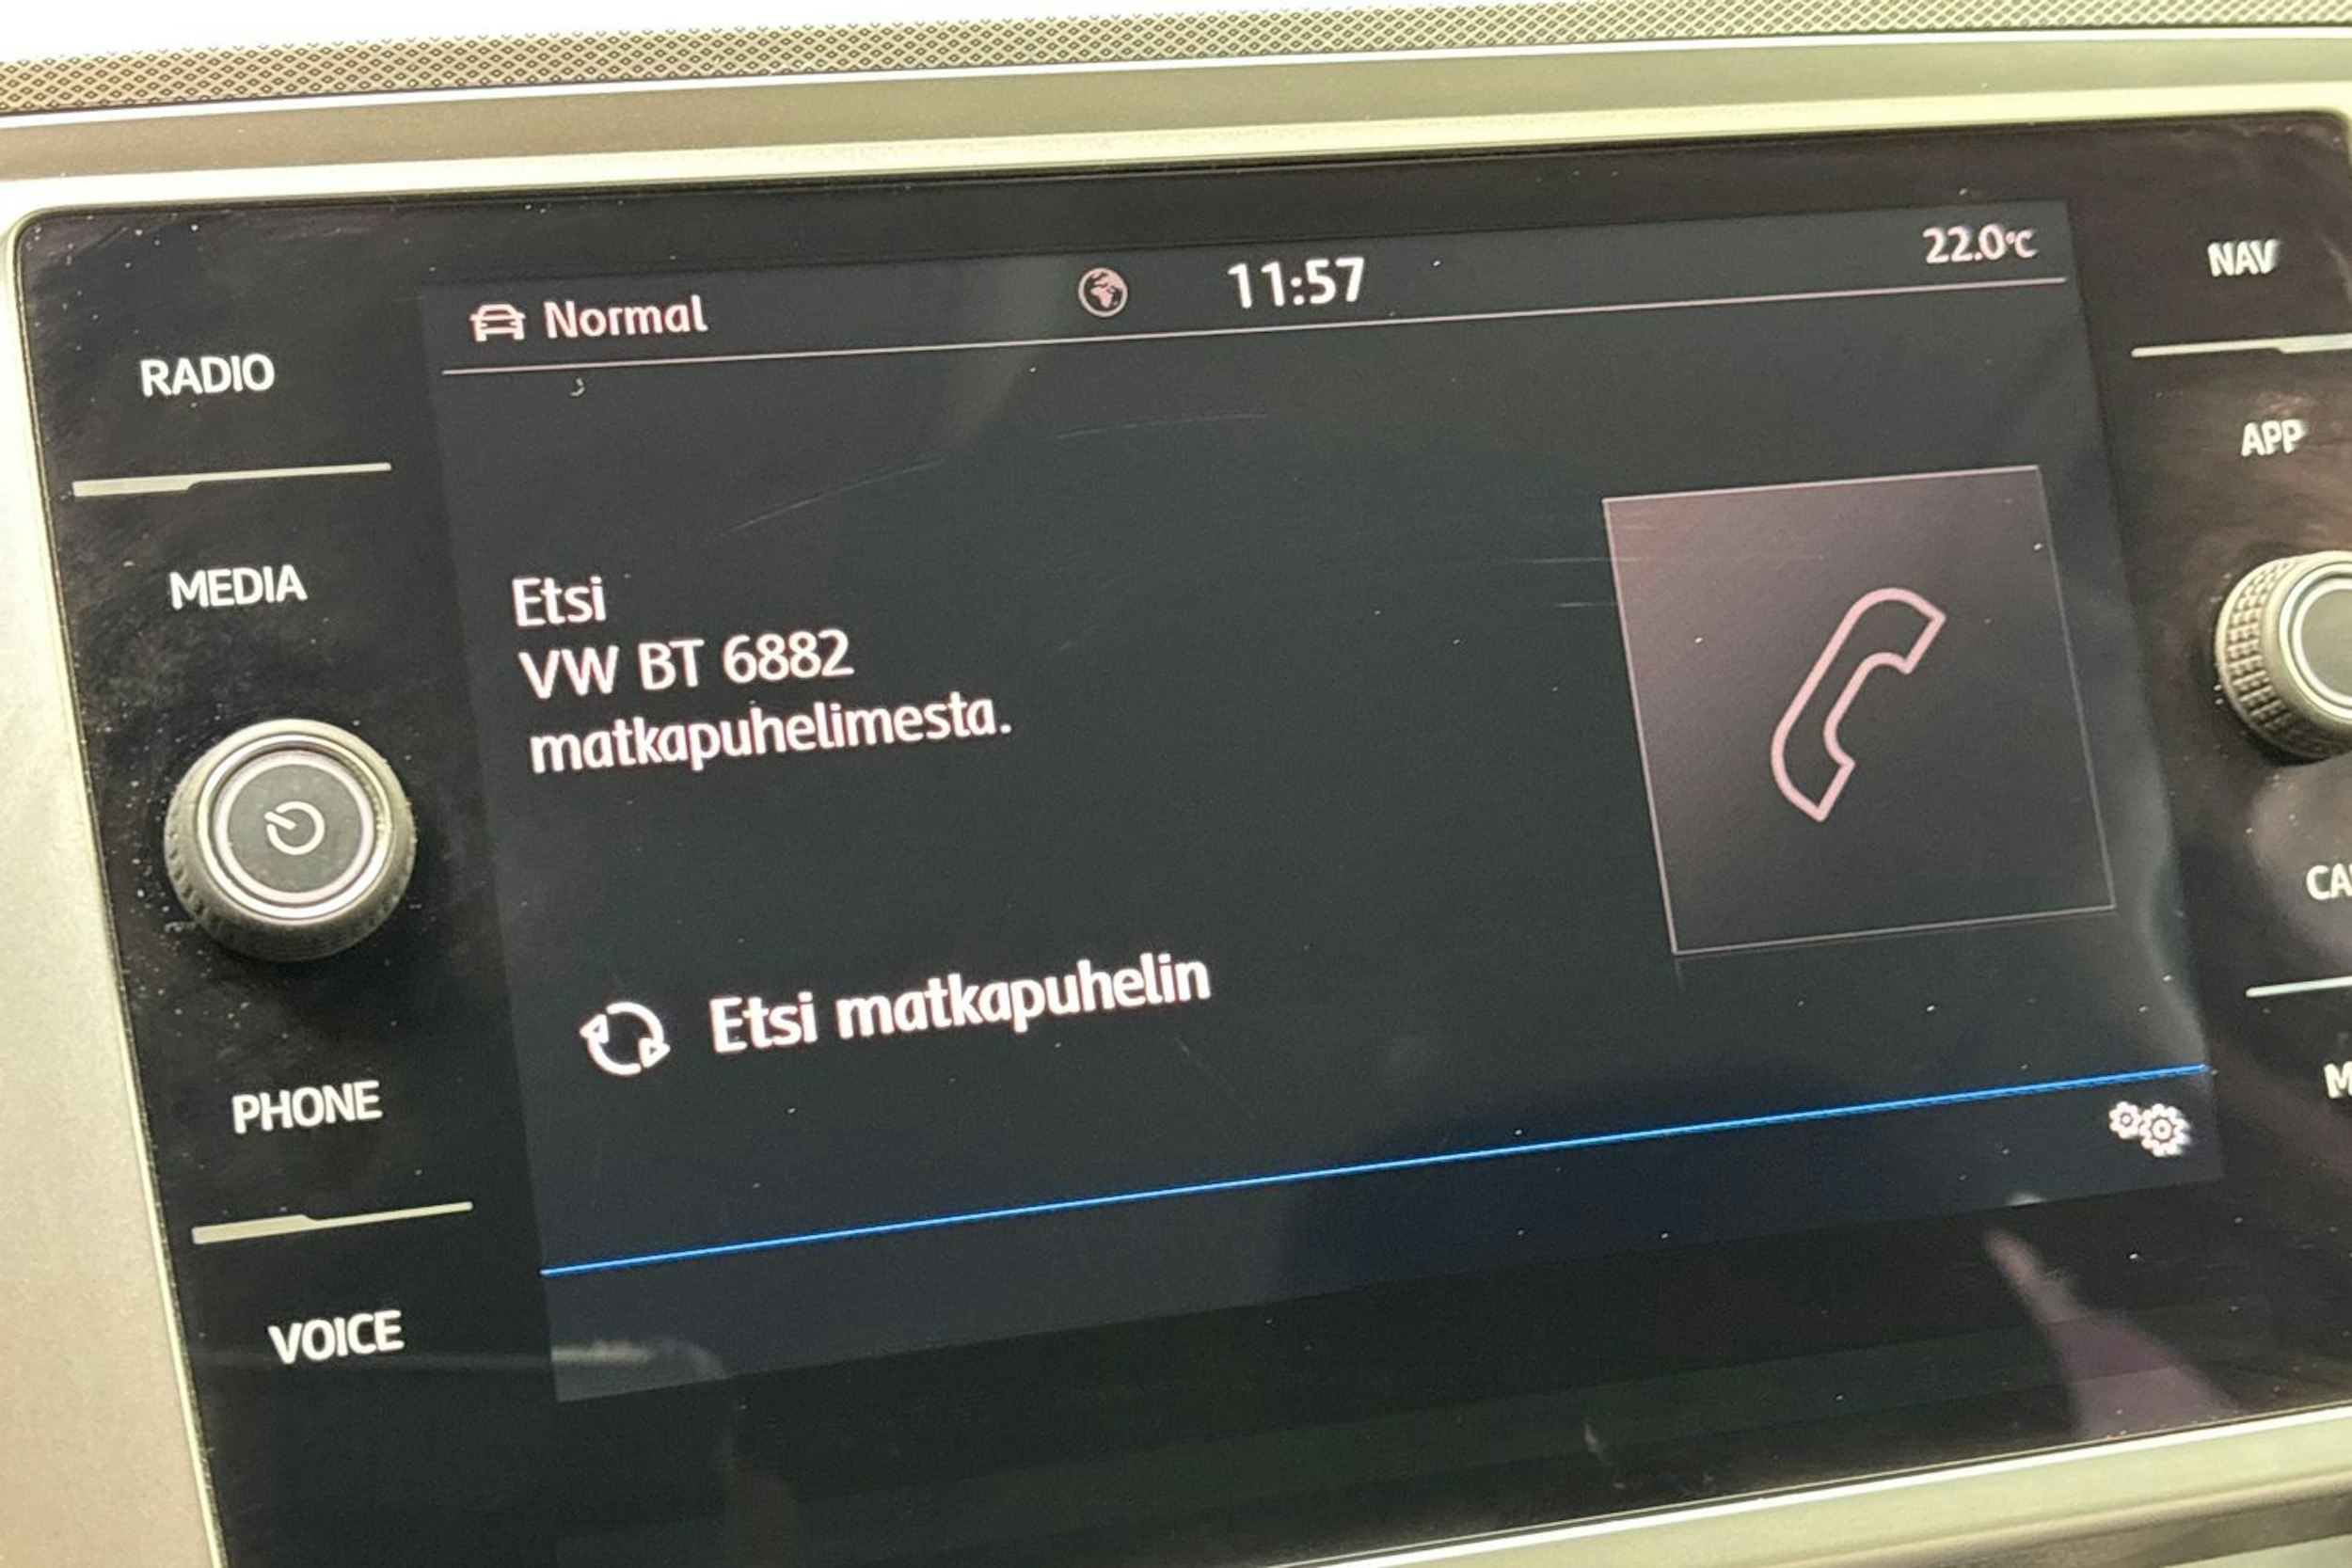 Normal
11:57
22.0°C
NAV
RADIO
APP
MEDIA
Etsi
VW BT 6882
matkapuhelimesta.
Etsi matkapuhelin
PHONE
VOICE